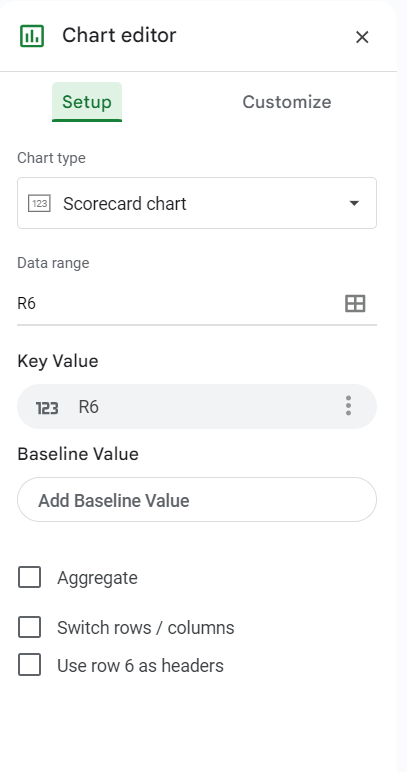 Chart editor
Setup Customize
Chart type
123 Scorecard chart
Data range
R6
Key Value
123 R6
Baseline Value
Add Baseline Value
Aggregate
Switch rows / columns
Use row 6 as headers